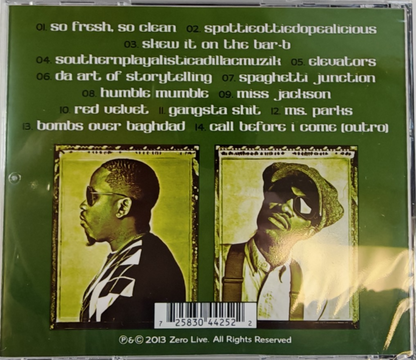 01. so fresh, so clean 02. spottieottiedopealicious
03. skew it on the bar-b
04. southernplayalisticadillacmuzik 05. elevators
06. da art of storytelling 07. spaghetti junction
08. humble mumble 09. miss jackson
10. red velvet 11. gangsta shit 12. ms. parks
13. bombs over baghdad 14. call before i come (outro)
7 25830 44252 2
℗&© 2013 Zero Live. All Rights Reserved